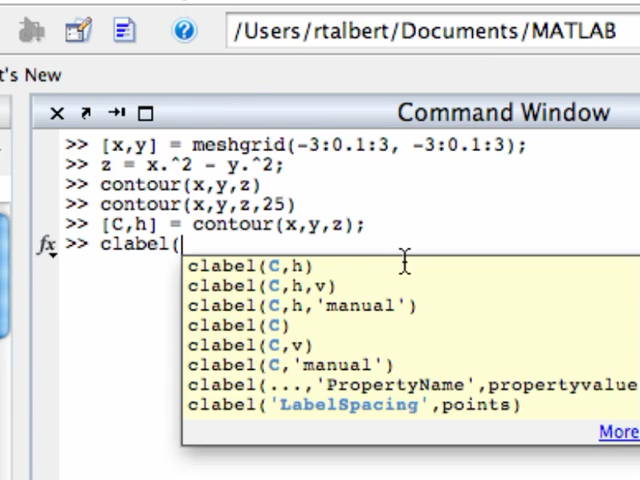 /Users/rtalbert/Documents/MATLAB
t's New
Command Window
>> [x,y] = meshgrid(-3:0.1:3, -3:0.1:3);
>> z = x.^2 - y.^2;
>> contour(x,y,z)
>> contour(x,y,z,25)
>> [C,h] = contour(x,y,z);
fx >> clabel(
clabel(C,h)
clabel(C,h,v)
clabel(C,h,'manual')
clabel(C)
clabel(C,v)
clabel(C,'manual')
clabel(...,'PropertyName',propertyvalue
clabel('LabelSpacing',points)
More